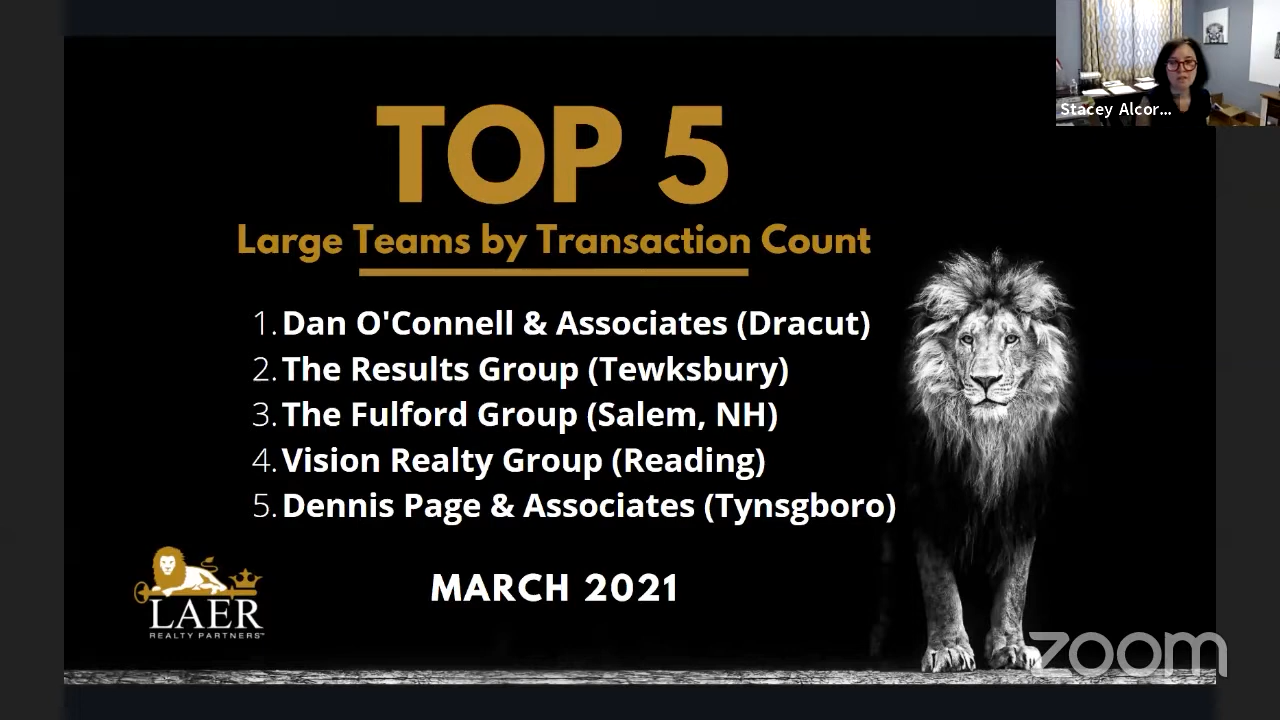 Stacey Alcor...
TOP 5
Large Teams by Transaction Count
1. Dan O'Connell & Associates (Dracut)
2. The Results Group (Tewksbury)
3. The Fulford Group (Salem, NH)
4. Vision Realty Group (Reading)
5. Dennis Page & Associates (Tynsgboro)
MARCH 2021
LAER
REALTY PARTNERS™
zoom